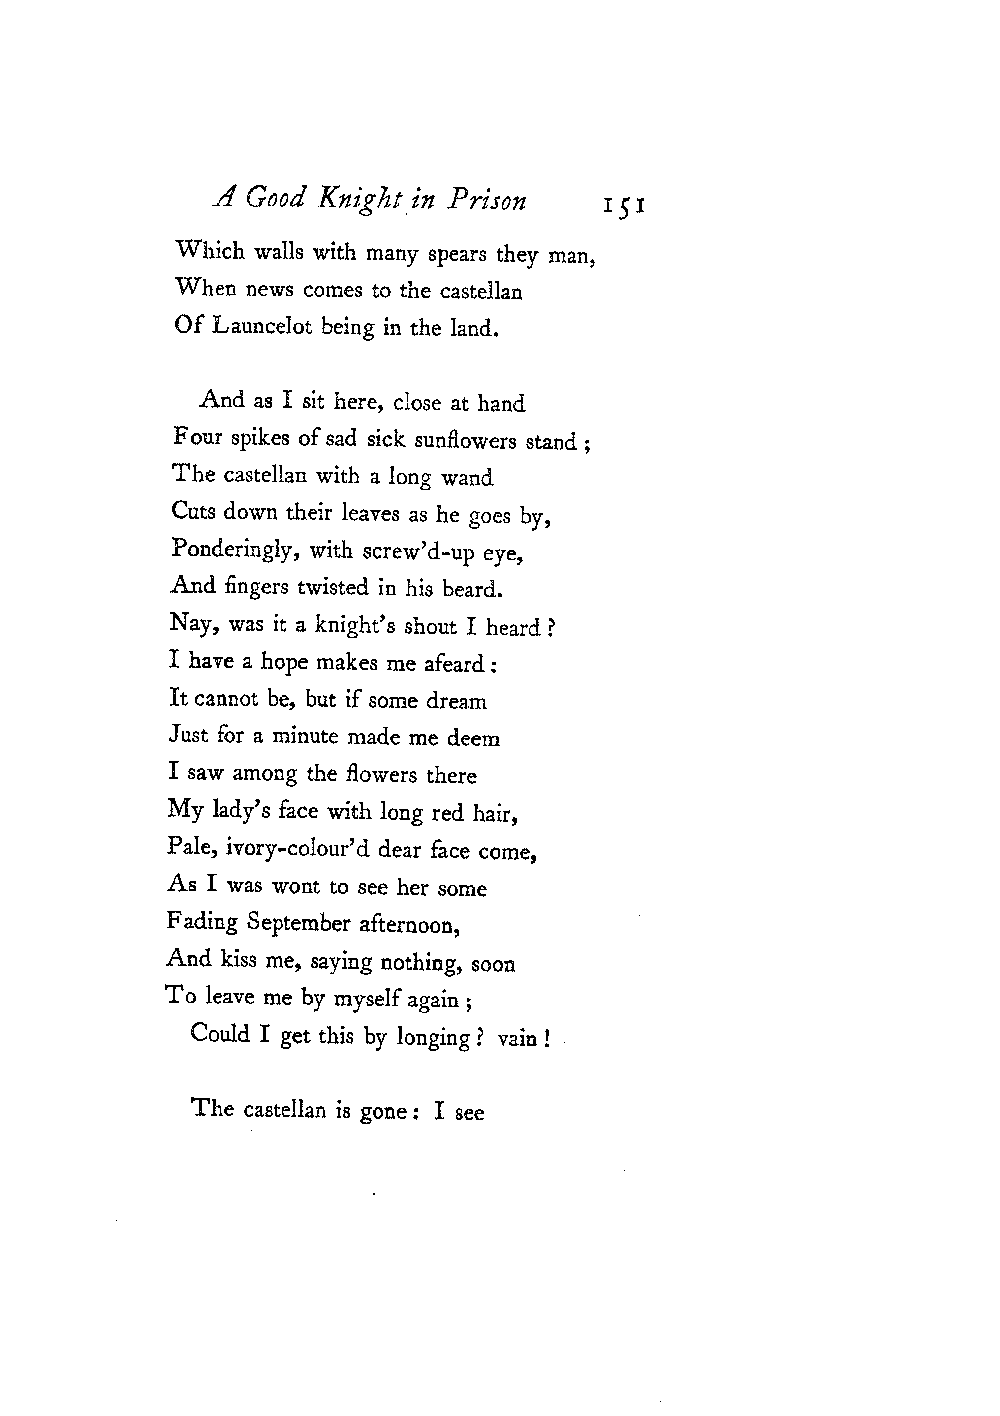 A Good Knight in Prison 151
Which walls with many spears they man,
When news comes to the castellan
Of Launcelot being in the land.
And as I sit here, close at hand
Four spikes of sad sick sunflowers stand ;
The castellan with a long wand
Cuts down their leaves as he goes by,
Ponderingly, with screw'd-up eye,
And fingers twisted in his beard.
Nay, was it a knight's shout I heard ?
I have a hope makes me afeard :
It cannot be, but if some dream
Just for a minute made me deem
I saw among the flowers there
My lady's face with long red hair,
Pale, ivory-colour'd dear face come,
As I was wont to see her some
Fading September afternoon,
And kiss me, saying nothing, soon
To leave me by myself again ;
Could I get this by longing ? vain !
The castellan is gone : I see